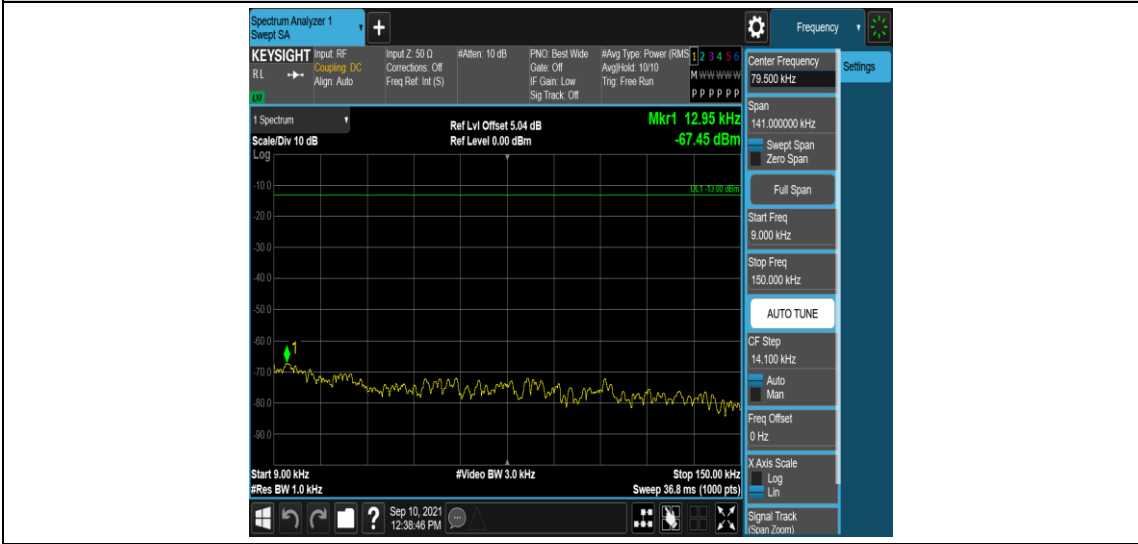 Spectrum Analyzer 1
Swept SA
Frequency
KEYSIGHT
RL
Input: RF
Coupling: DC
Align: Auto
Input Z: 50 Ω
Corrections: Off
Freq Ref: Int (S)
#Atten: 10 dB
PNO: Best Wide
Gate: Off
IF Gain: Low
Sig Track: Off
#Avg Type: Power (RMS
Avg|Hold: 10/10
Trig: Free Run
1 2 3 4 5 6
M W W W W W
P P P P P P
1 Spectrum
Scale/Div 10 dB
Log
Ref Lvl Offset 5.04 dB
Ref Level 0.00 dBm
Mkr1 12.95 kHz
-67.45 dBm
DL1 -13.00 dBm
-10.0
-20.0
-30.0
-40.0
-50.0
-60.0
-70.0
-80.0
-90.0
1
Start 9.00 kHz
#Res BW 1.0 kHz
#Video BW 3.0 kHz
Stop 150.00 kHz
Sweep 36.8 ms (1000 pts)
Sep 10, 2021
12:38:46 PM
Center Frequency
79.500 kHz
Settings
Span
141.000000 kHz
Swept Span
Zero Span
Full Span
Start Freq
9.000 kHz
Stop Freq
150.000 kHz
AUTO TUNE
CF Step
14.100 kHz
Auto
Man
Freq Offset
0 Hz
X Axis Scale
Log
Lin
Signal Track
(Span Zoom)